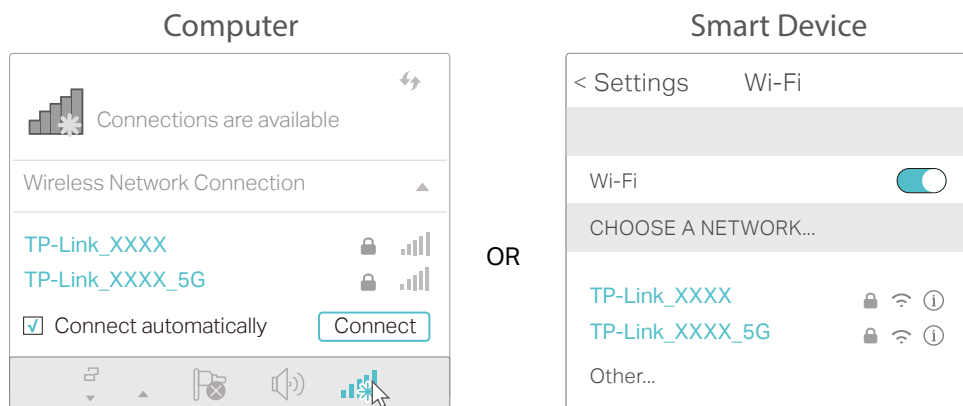 Computer
Connections are available
Wireless Network Connection
TP-Link_XXXX
TP-Link_XXXX_5G
Connect automatically
Connect
OR
Smart Device
< Settings Wi-Fi
Wi-Fi
CHOOSE A NETWORK...
TP-Link_XXXX
TP-Link_XXXX_5G
Other...